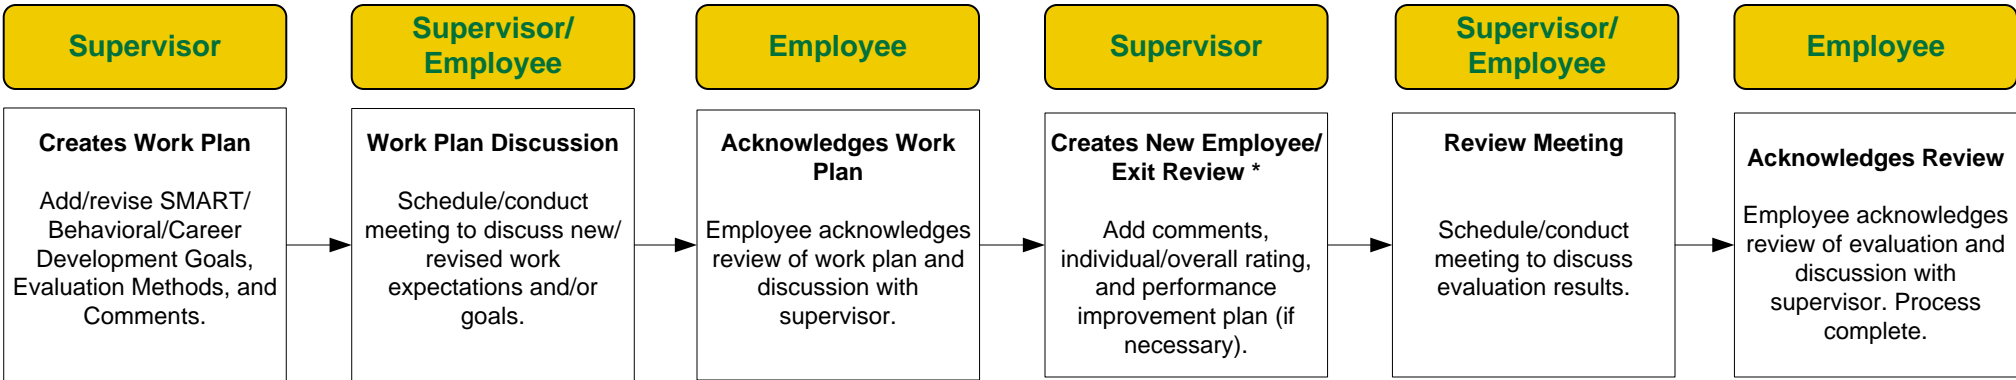 Supervisor
Supervisor/
Employee
Employee
Supervisor
Supervisor/
Employee
Employee
Creates Work Plan
Add/revise SMART/
Behavioral/Career
Development Goals,
Evaluation Methods, and
Comments.
Work Plan Discussion
Schedule/conduct
meeting to discuss new/
revised work
expectations and/or
goals.
Acknowledges Work
Plan
Employee acknowledges
review of work plan and
discussion with
supervisor.
Creates New Employee/
Exit Review *
Add comments,
individual/overall rating,
and performance
improvement plan (if
necessary).
Review Meeting
Schedule/conduct
meeting to discuss
evaluation results.
Acknowledges Review
Employee acknowledges
review of evaluation and
discussion with
supervisor. Process
complete.